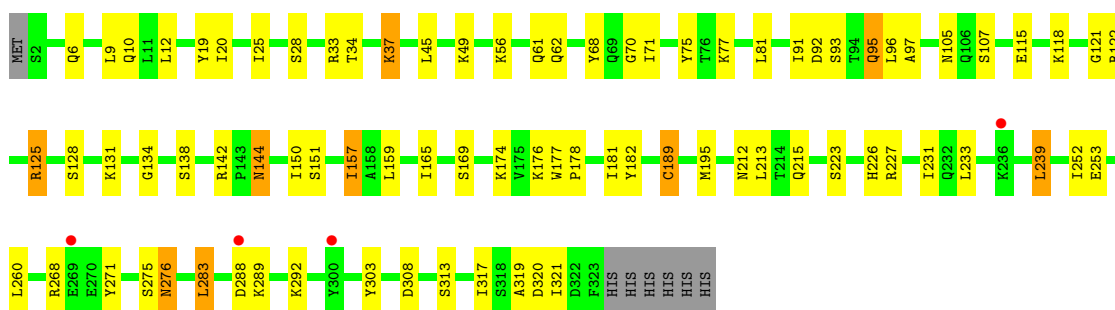 MET S2 Q6 L9 Q10 L11 L12 Y19 I20 I25 S28 R33 T34 K37 L45 K49 K56 Q61 Q62 Y68 Q69 G70 I71 Y75 T76 K77 L81 I91 D92 S93 T94 Q95 L96 A97 N105 Q106 S107 E115 K118 G121 R122
R125 S128 K131 G134 S138 R142 P143 N144 I150 S151 I157 A158 L159 I165 S169 K174 V175 K176 W177 P178 I181 Y182 C189 M195 N212 L213 T214 Q215 S223 H226 R227 I231 Q232 L233 K236 L239 I252 E253
L260 R268 E269 E270 Y271 S275 N276 L283 D288 K289 K292 Y300 Y303 D308 S313 I317 S318 A319 D320 I321 D322 F323 HIS HIS HIS HIS HIS HIS